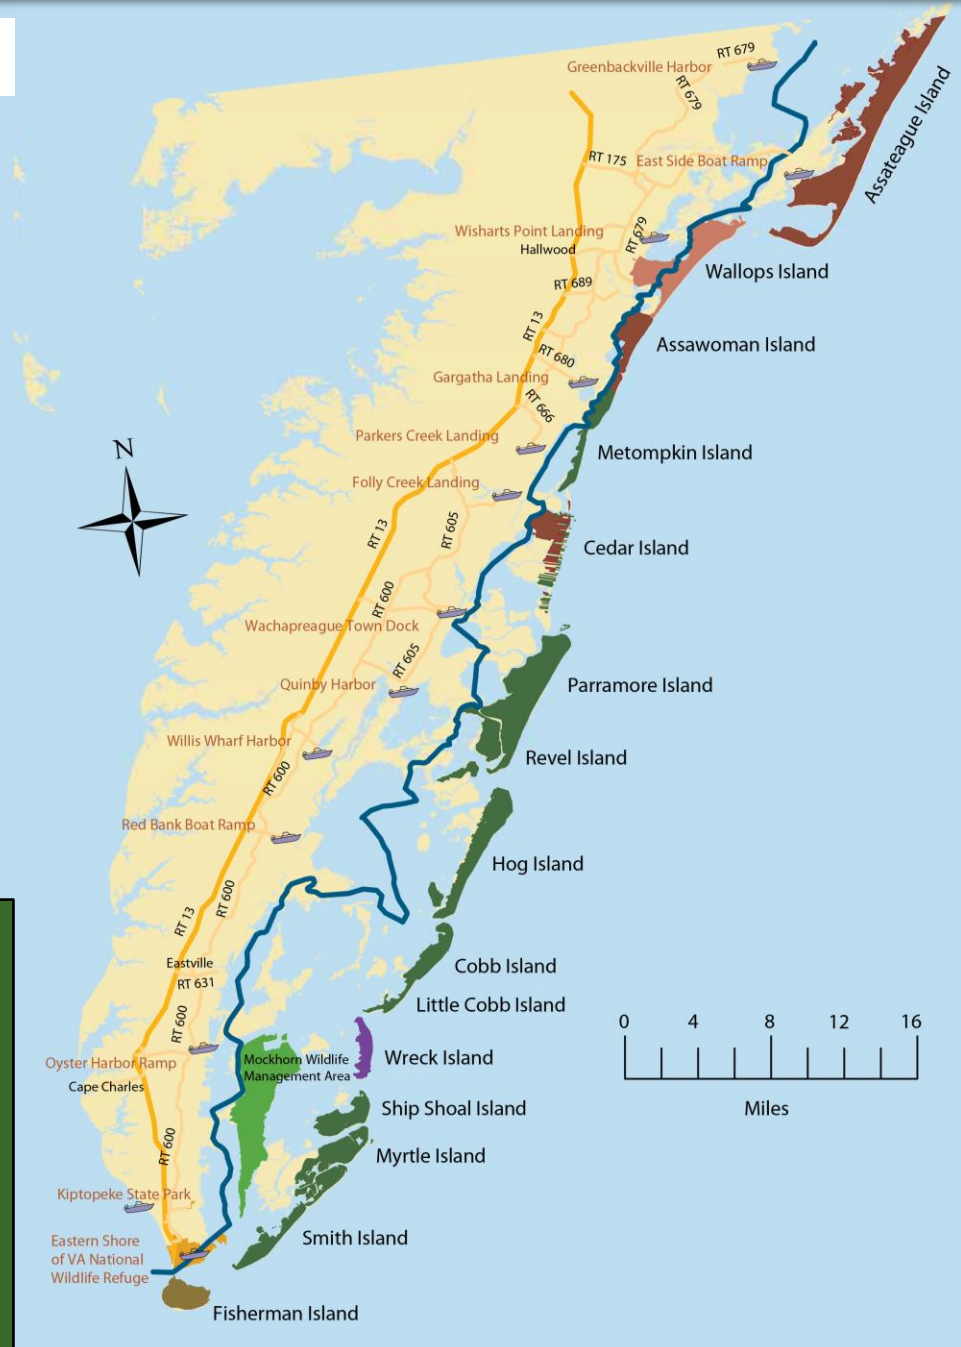 RT 679
Greenbackville Harbor
RT 679
Assateague Island
RT 175
East Side Boat Ramp
Wisharts Point Landing
RT 679
Hallwood
Wallops Island
RT 689
RT 13
Assawoman Island
RT 680
Gargatha Landing
RT 666
Parkers Creek Landing
N
Metompkin Island
Folly Creek Landing
RT 13
RT 605
Cedar Island
RT 600
Wachapreague Town Dock
RT 605
Quinby Harbor
Parramore Island
Willis Wharf Harbor
Revel Island
RT 600
Red Bank Boat Ramp
Hog Island
RT 600
RT 13
Eastville
Cobb Island
RT 631
Little Cobb Island
RT 600
0 4 8 12 16
Miles
Oyster Harbor Ramp
Mockhorn Wildlife
Management Area
Wreck Island
Cape Charles
Ship Shoal Island
RT 600
Myrtle Island
Kiptopeke State Park
Smith Island
Eastern Shore
of VA National
Wildlife Refuge
Fisherman Island